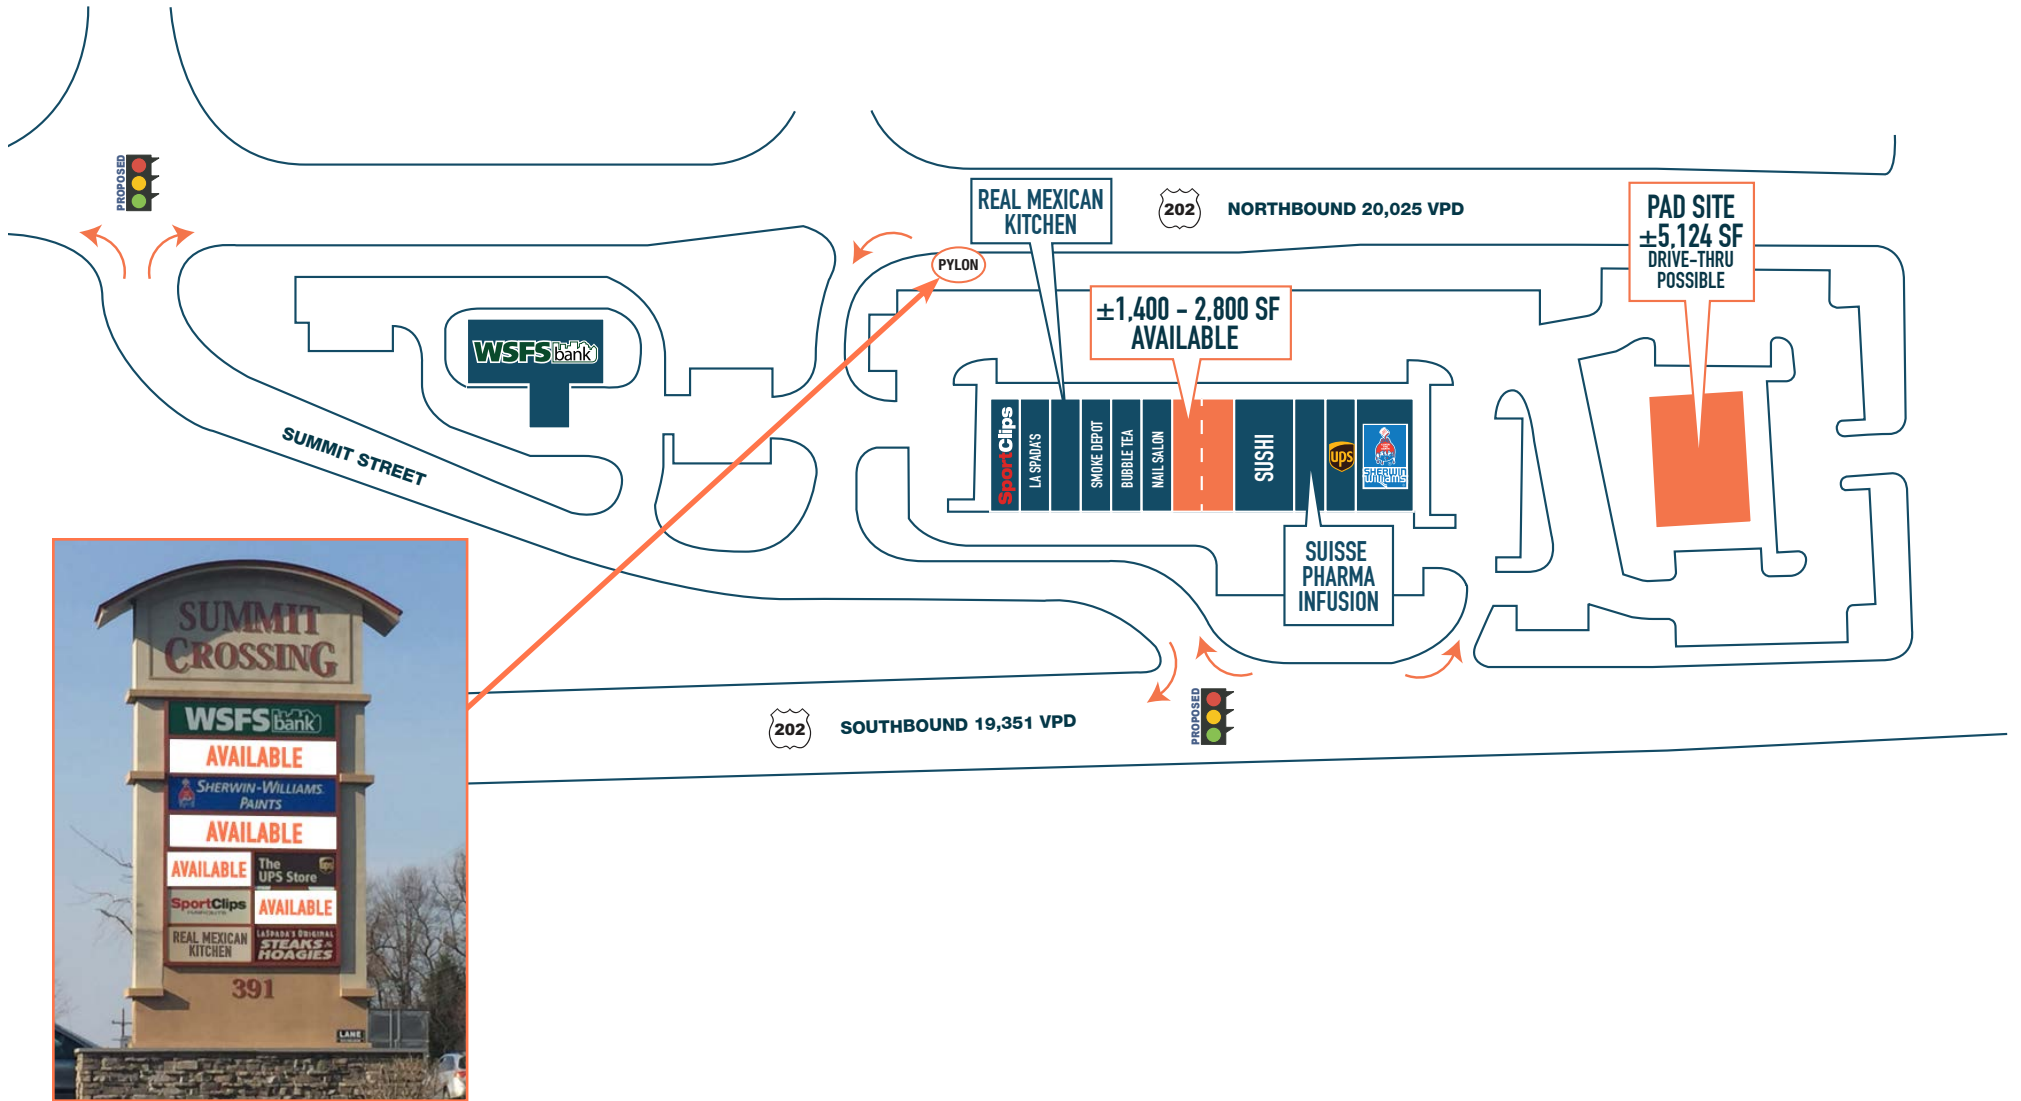 PROPOSED
REAL MEXICAN
KITCHEN
202
NORTHBOUND 20,025 VPD
PAD SITE
±5,124 SF
DRIVE-THRU
POSSIBLE
PYLON
±1,400 - 2,800 SF
AVAILABLE
WSFS bank
SUMMIT STREET
SportClips
LA SPADA'S
SMOKE DEPOT
BUBBLE TEA
NAIL SALON
SUSHI
ups
SHERWIN
WILLIAMS
SUISSE
PHARMA
INFUSION
PROPOSED
202
SOUTHBOUND 19,351 VPD
SUMMIT
CROSSING
WSFS bank
AVAILABLE
SHERWIN-WILLIAMS
PAINTS
AVAILABLE
AVAILABLE
The
UPS Store
ups
SportClips
AVAILABLE
REAL MEXICAN
KITCHEN
LASPADA'S ORIGINAL
STEAKS &
HOAGIES
391
LANE